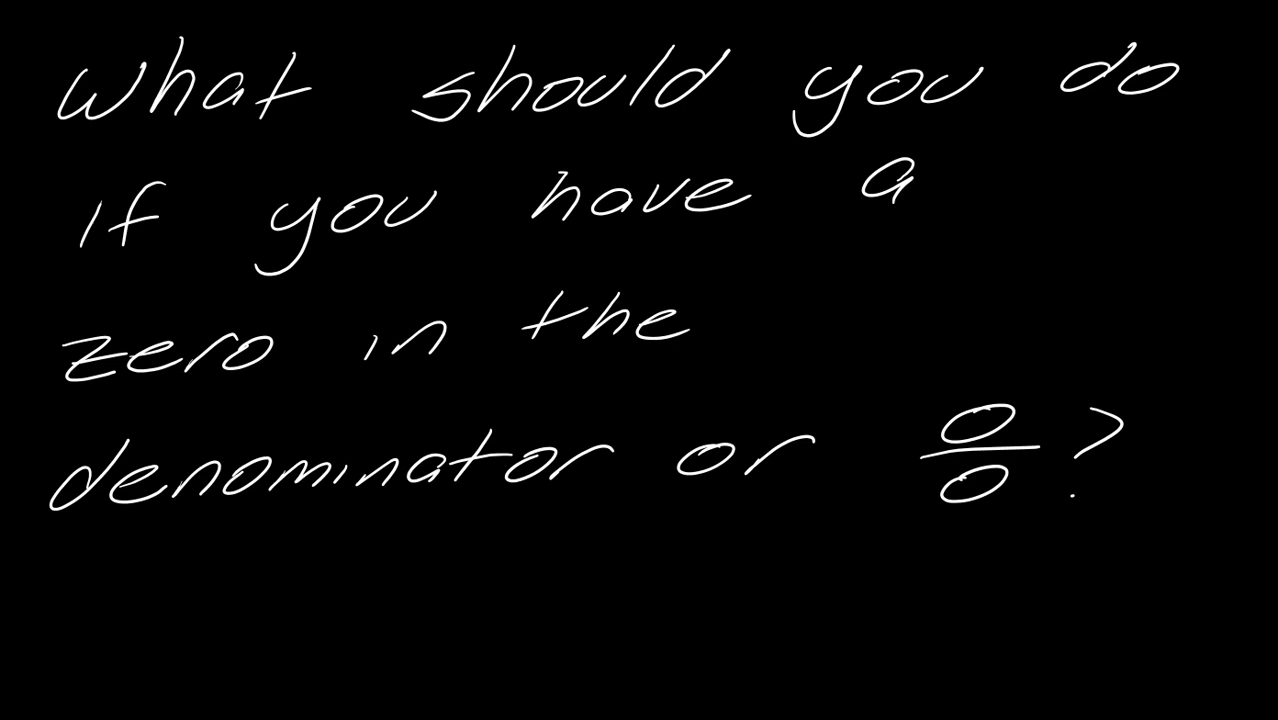 What should you do
if you have a
zero in the
denominator or 0/0?